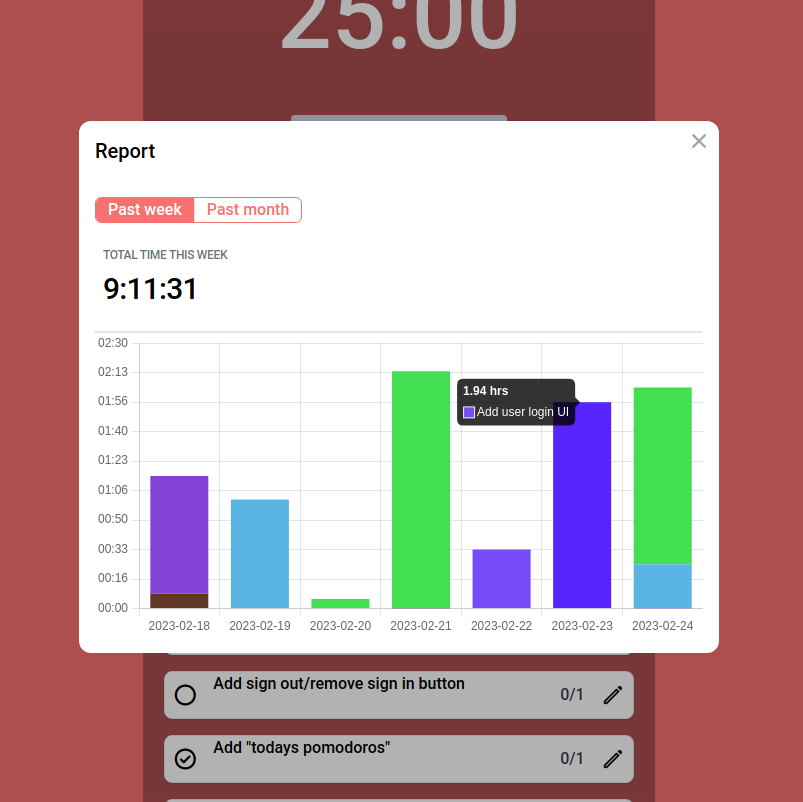 25:00
Report
Past week Past month
TOTAL TIME THIS WEEK
9:11:31
02:30
02:13
01:56
01:40
01:23
01:06
00:50
00:33
00:16
00:00
1.94 hrs
Add user login UI
2023-02-18 2023-02-19 2023-02-20 2023-02-21 2023-02-22 2023-02-23 2023-02-24
Add sign out/remove sign in button 0/1
Add "todays pomodoros" 0/1